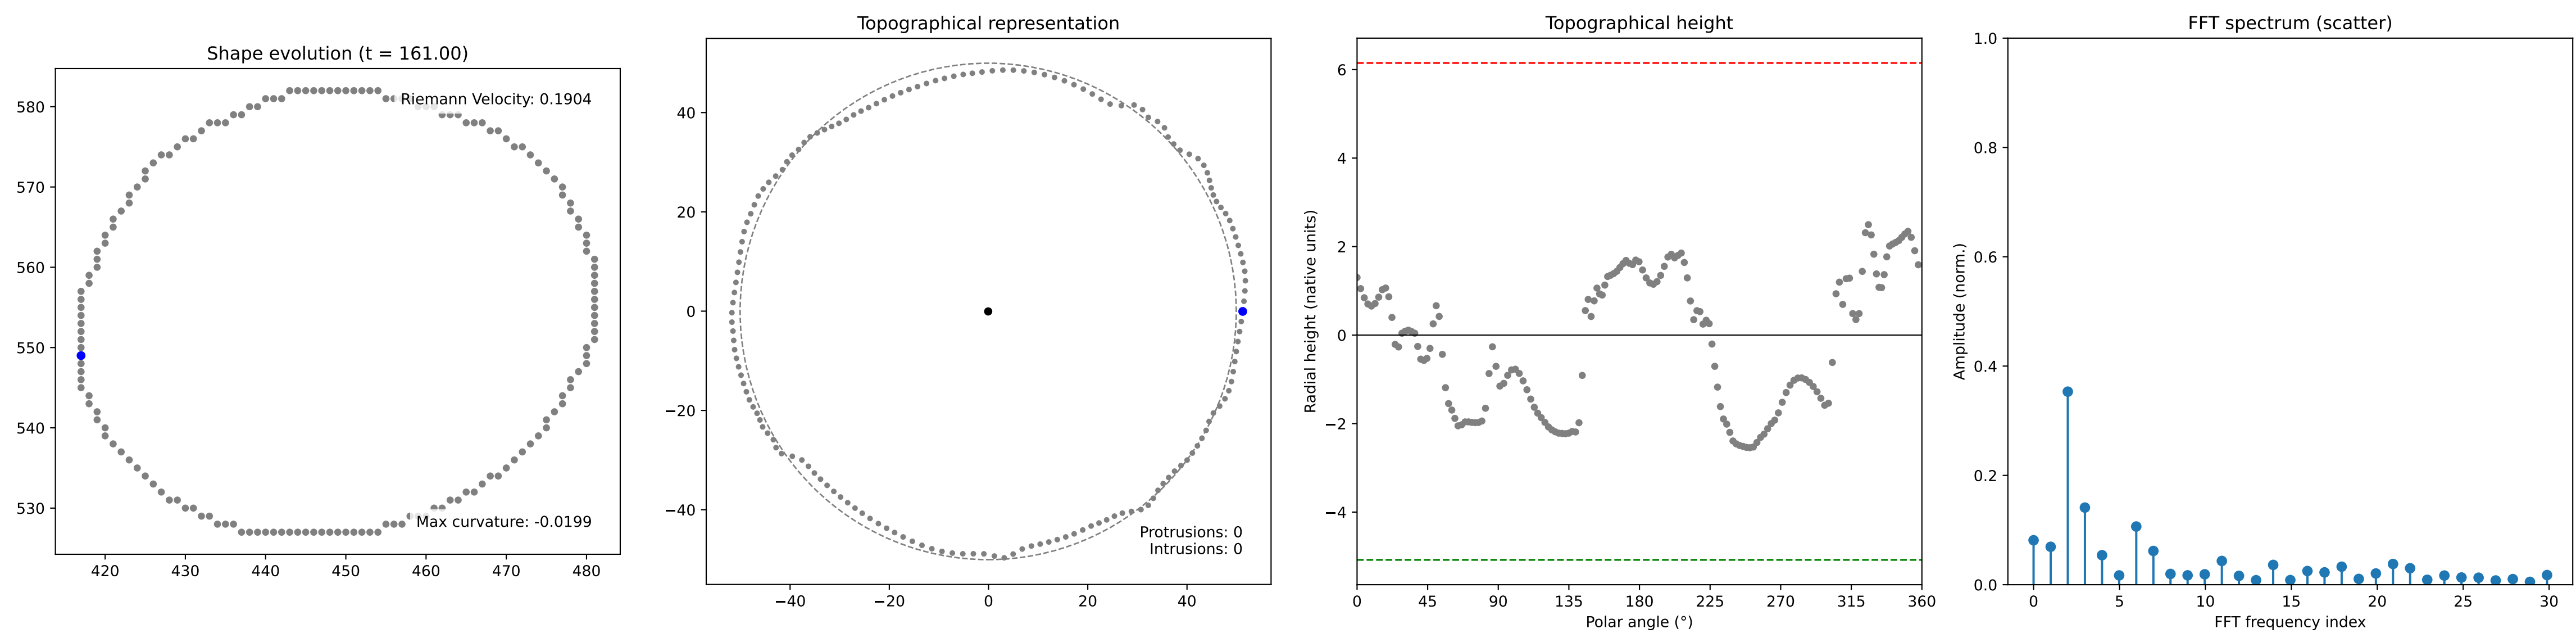 Shape evolution (t = 161.00)
Riemann Velocity: 0.1904
Max curvature: -0.0199
580
570
560
550
540
530
420 430 440 450 460 470 480
Topographical representation
40
20
0
−20
−40
−40 −20 0 20 40
Protrusions: 0
Intrusions: 0
Topographical height
Radial height (native units)
6
4
2
0
−2
−4
0 45 90 135 180 225 270 315 360
Polar angle (°)
FFT spectrum (scatter)
Amplitude (norm.)
1.0
0.8
0.6
0.4
0.2
0.0
0 5 10 15 20 25 30
FFT frequency index